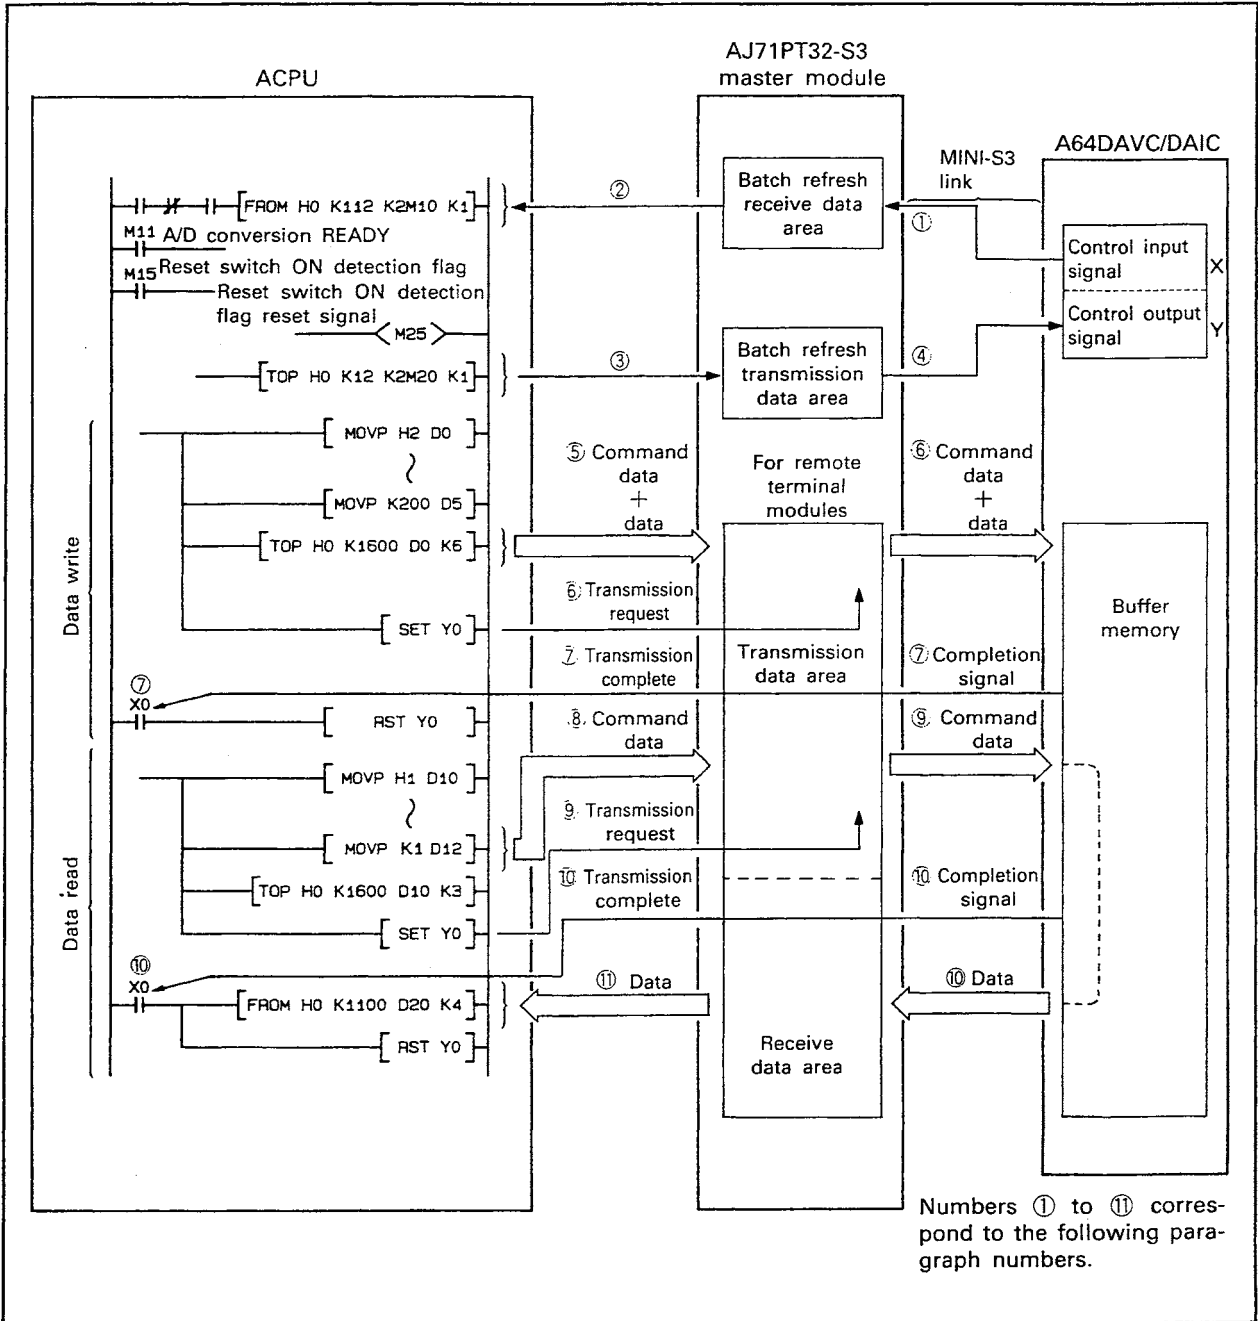 ACPU
AJ71PT32-S3
master module
A64DAVC/DAIC
MINI-S3
link
Batch refresh
receive data
area
①
②
FROM H0 K112 K2M10 K1
M11 A/D conversion READY
M15 Reset switch ON detection flag
Reset switch ON detection
flag reset signal
M25
Control input
signal
X
Control output
signal
Y
TOP H0 K12 K2M20 K1
③
Batch refresh
transmission
data area
④
Data write
MOVP H2 D0
MOVP K200 D5
TOP H0 K1600 D0 K6
SET Y0
⑤ Command
data
+
data
For remote
terminal
modules
⑥ Command
data
+
data
⑥ Transmission
request
Buffer
memory
⑦ Transmission
complete
Transmission
data area
⑦ Completion
signal
⑦
X0
RST Y0
⑧ Command
data
⑨ Command
data
Data read
MOVP H1 D10
MOVP K1 D12
TOP H0 K1600 D10 K3
SET Y0
⑨ Transmission
request
⑩ Transmission
complete
⑩ Completion
signal
⑩
X0
FROM H0 K1100 D20 K4
RST Y0
⑪ Data
⑩ Data
Receive
data area
Numbers ① to ⑪ corres-
pond to the following para-
graph numbers.